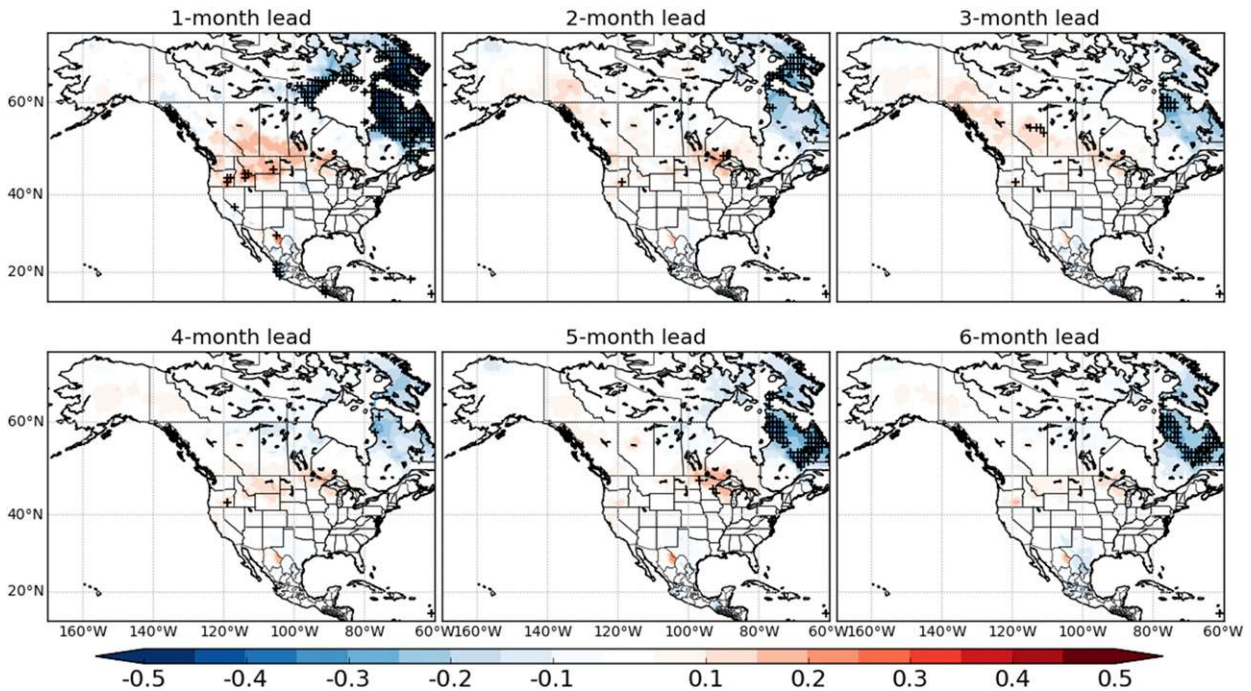 1-month lead 2-month lead 3-month lead
60°N
40°N
20°N
4-month lead 5-month lead 6-month lead
60°N
40°N
20°N
160°W 140°W 120°W 100°W 80°W 60°W 160°W 140°W 120°W 100°W 80°W 60°W 160°W 140°W 120°W 100°W 80°W 60°W
-0.5 -0.4 -0.3 -0.2 -0.1 0.1 0.2 0.3 0.4 0.5